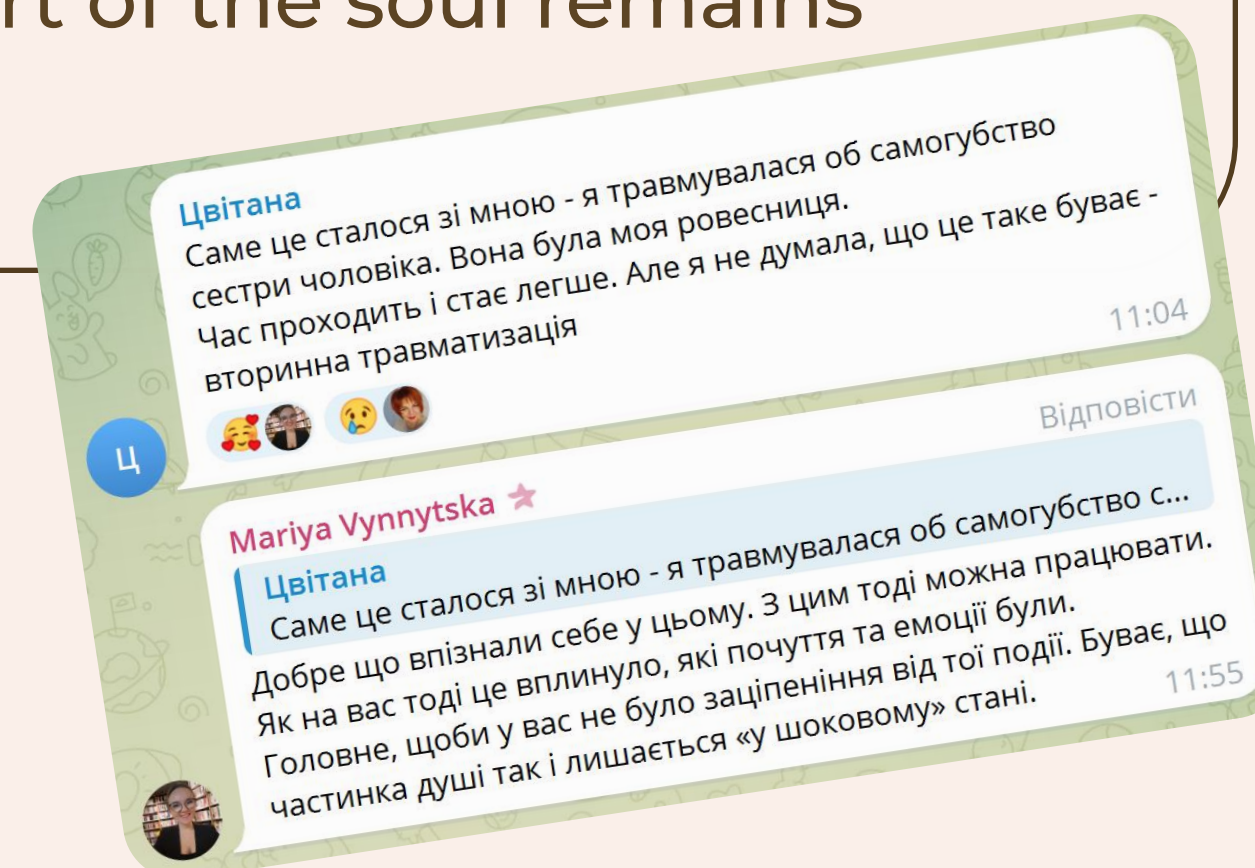 rt of the soul remains
Цвітана
Саме це сталося зі мною - я травмувалася об самогубство
сестри чоловіка. Вона була моя ровесниця.
Час проходить і стає легше. Але я не думала, що це таке буває -
вторинна травматизація
11:04
Ц
Відповісти
Mariya Vynnytska
Цвітана
Саме це сталося зі мною - я травмувалася об самогубство с...
Добре що впізнали себе у цьому. З цим тоді можна працювати.
Як на вас тоді це вплинуло, які почуття та емоції були.
Головне, щоби у вас не було заціпеніння від тої події. Буває, що
частинка душі так і лишається «у шоковому» стані.
11:55